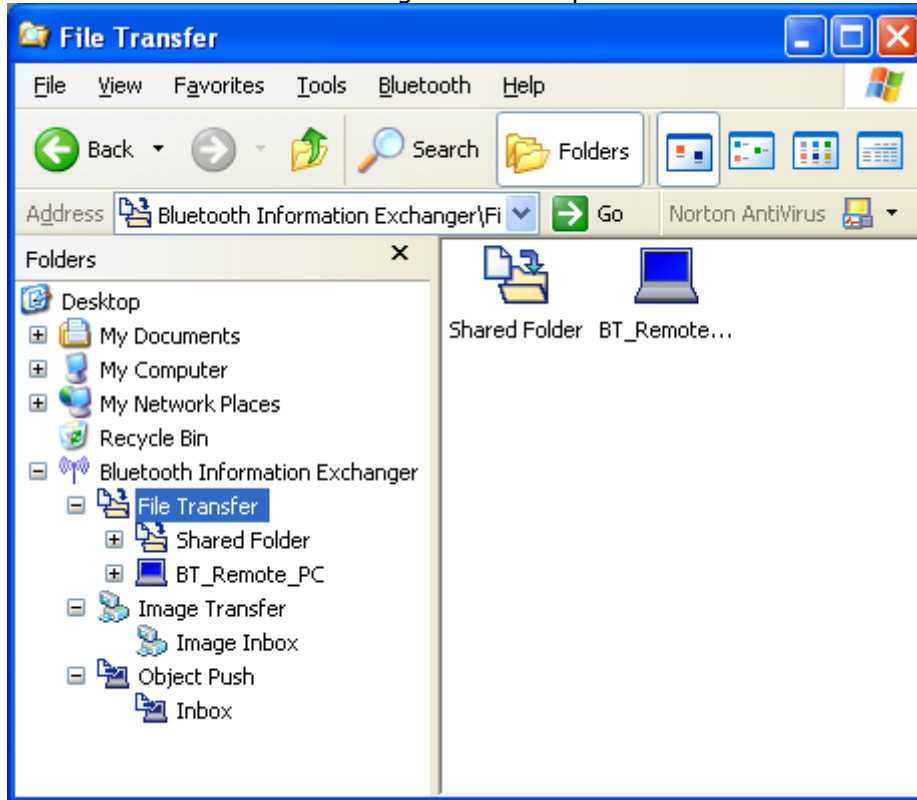 File Transfer
File View Favorites Tools Bluetooth Help
Back Search Folders
Address Bluetooth Information Exchanger\Fi Go Norton AntiVirus
Folders x
Desktop
My Documents
My Computer
My Network Places
Recycle Bin
Bluetooth Information Exchanger
File Transfer
Shared Folder
BT_Remote_PC
Image Transfer
Image Inbox
Object Push
Inbox
Shared Folder BT_Remote...